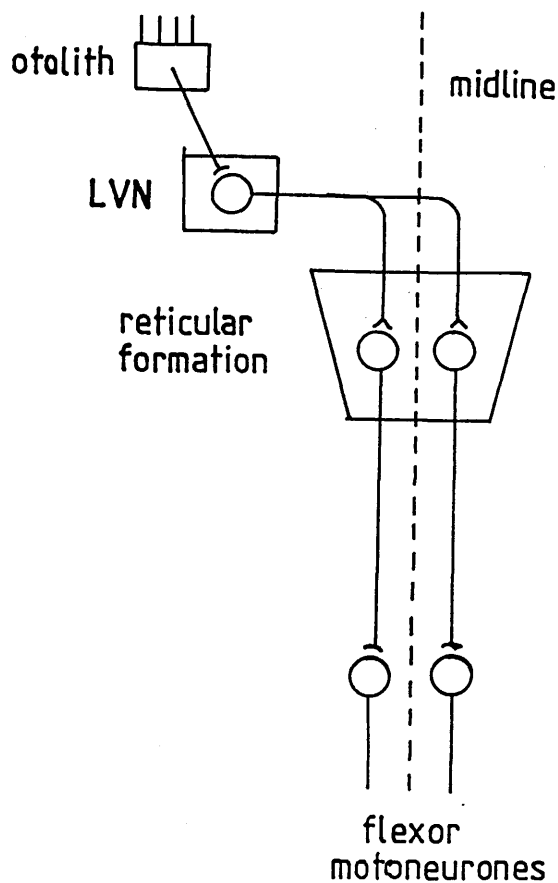 otolith
midline
LVN
reticular
formation
flexor
motoneurones